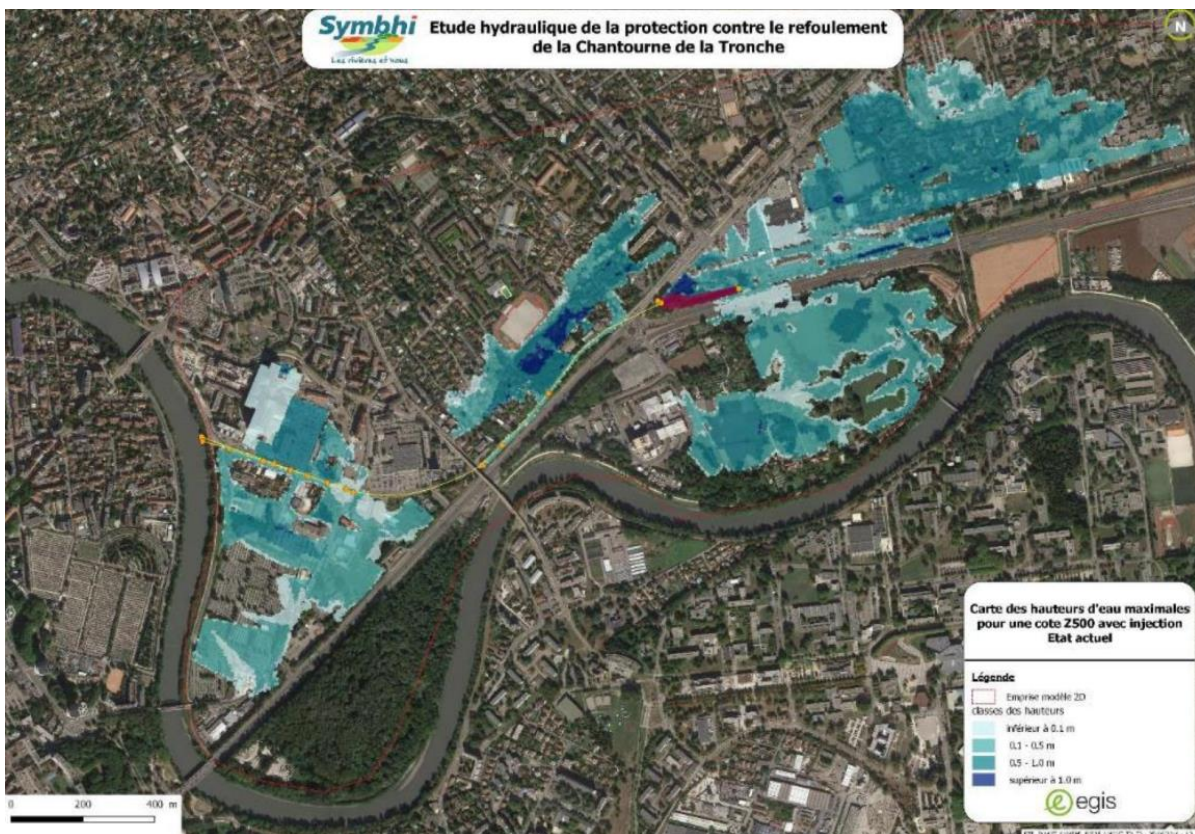 Symbhi
Les rivières et nous
Etude hydraulique de la protection contre le refoulement
de la Chantourne de la Tronche
N
Carte des hauteurs d'eau maximales
pour une cote Z500 avec injection
Etat actuel
Légende
Emprise modèle 2D
classes des hauteurs
inférieur à 0.1 m
0.1 - 0.5 m
0.5 - 1.0 m
supérieur à 1.0 m
egis
0 200 400 m